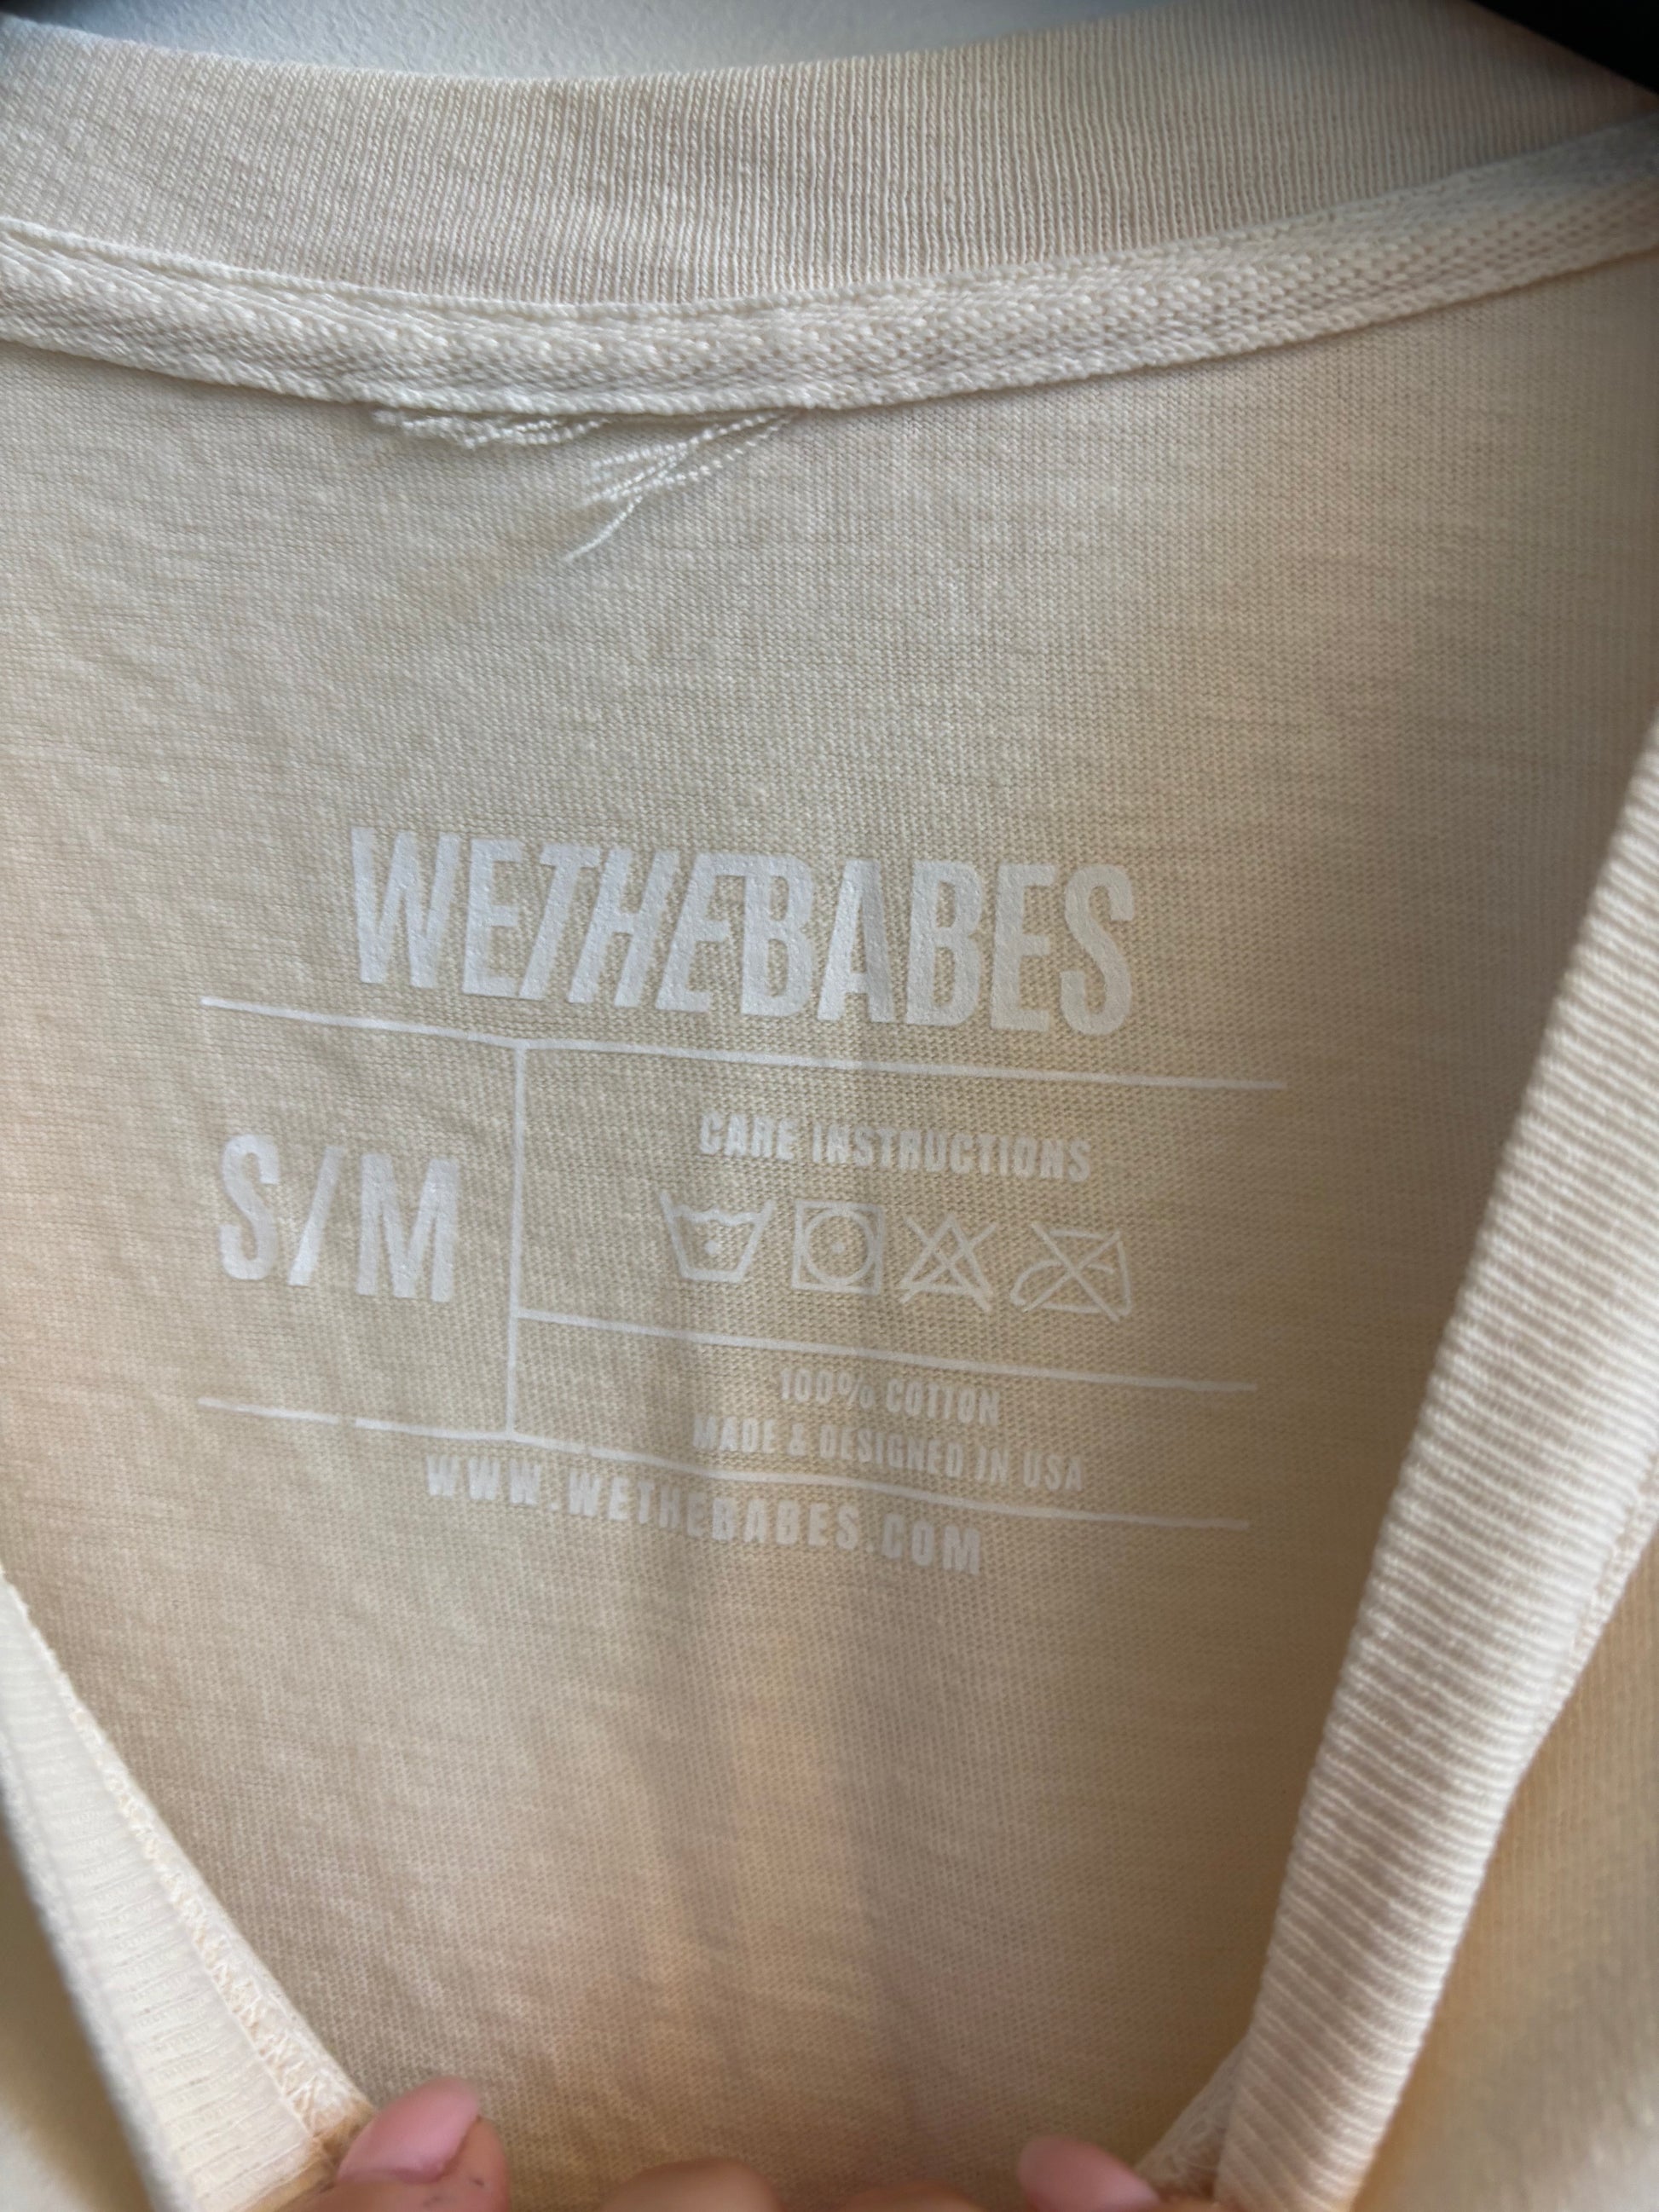 WETHEBABES
S/M
CARE INSTRUCTIONS
100% COTTON
MADE & DESIGNED IN USA
WWW.WETHEBABES.COM